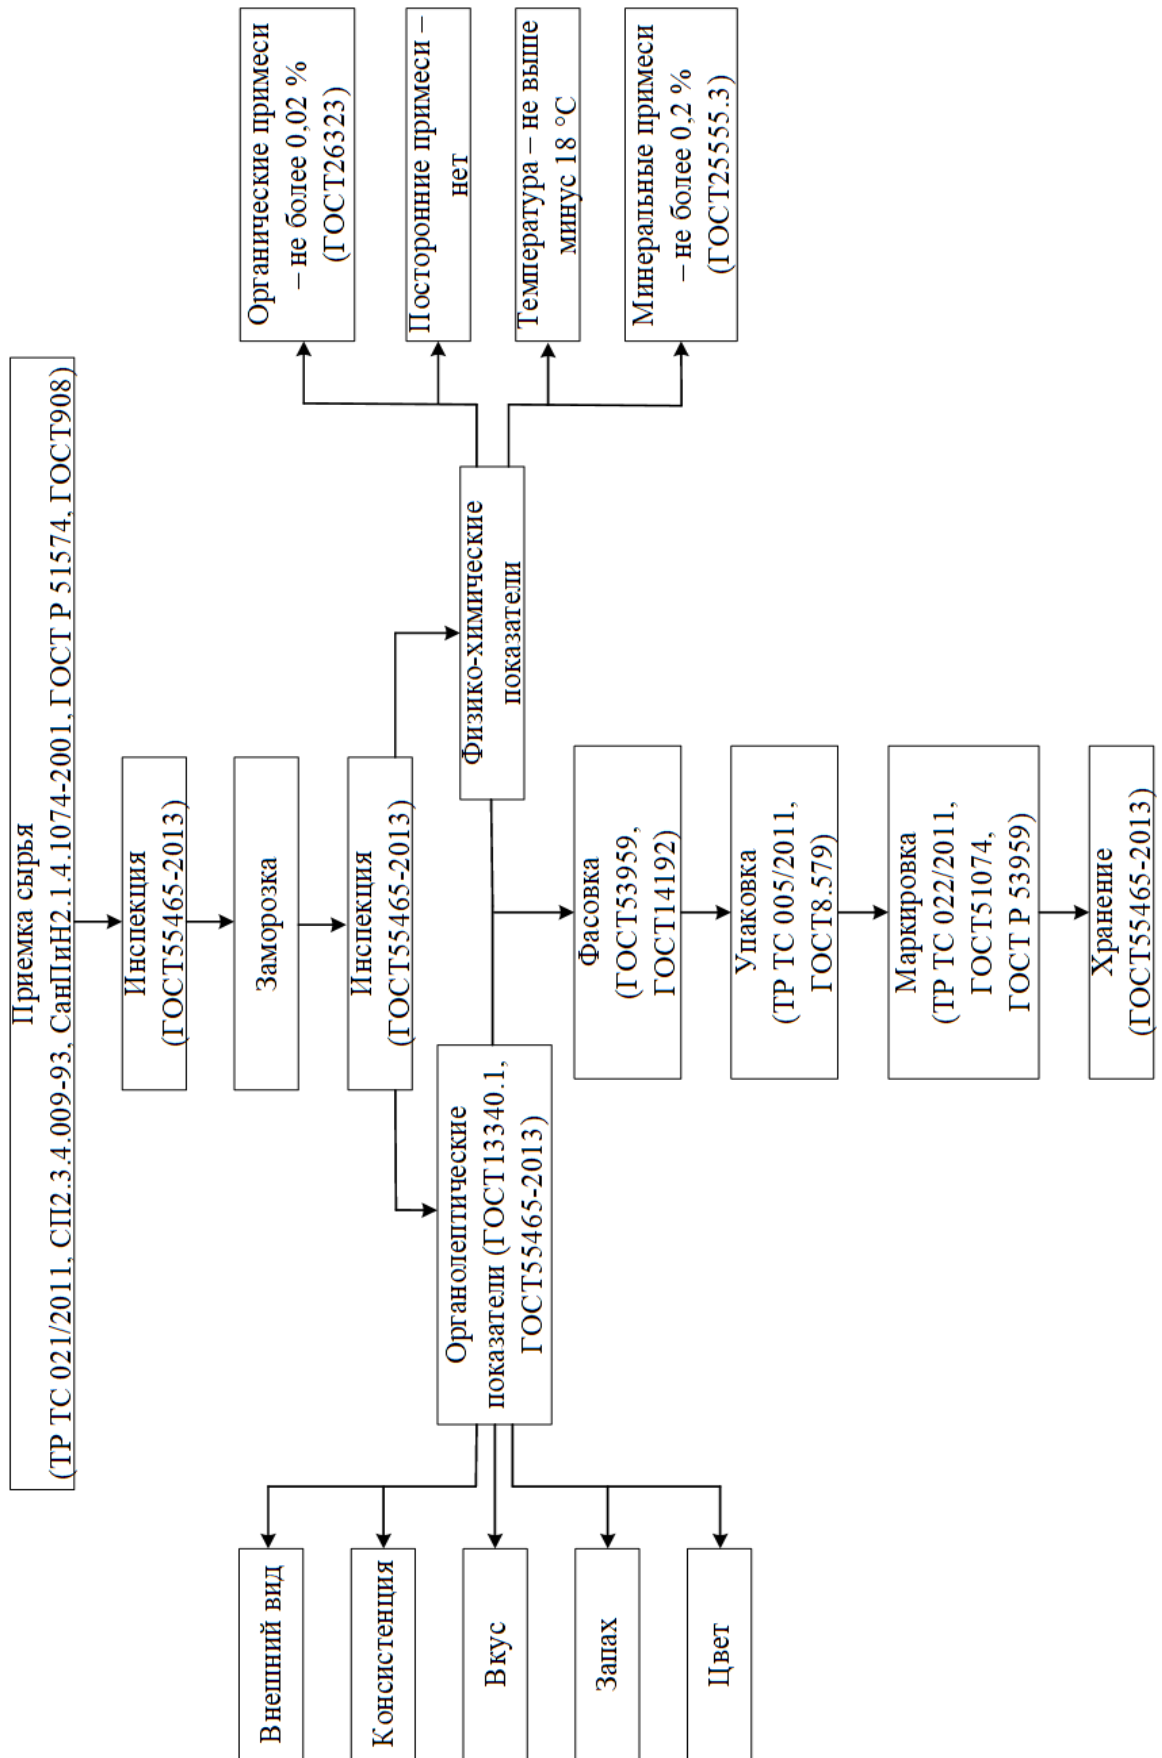 Приемка сырья
(ТР ТС 021/2011, СП2.3.4.009-93, СанПиН2.1.4.1074-2001, ГОСТ Р 51574, ГОСТ908)
Инспекция
(ГОСТ55465-2013)
Заморозка
Инспекция
(ГОСТ55465-2013)
Органолептические
показатели (ГОСТ13340.1,
ГОСТ55465-2013)
Физико-химические
показатели
Внешний вид
Консистенция
Вкус
Запах
Цвет
Органические примеси
– не более 0,02 %
(ГОСТ26323)
Посторонние примеси –
нет
Температура – не выше
минус 18 °С
Минеральные примеси
– не более 0,2 %
(ГОСТ25555.3)
Фасовка
(ГОСТ53959,
ГОСТ14192)
Упаковка
(ТР ТС 005/2011,
ГОСТ8.579)
Маркировка
(ТР ТС 022/2011,
ГОСТ51074,
ГОСТ Р 53959)
Хранение
(ГОСТ55465-2013)